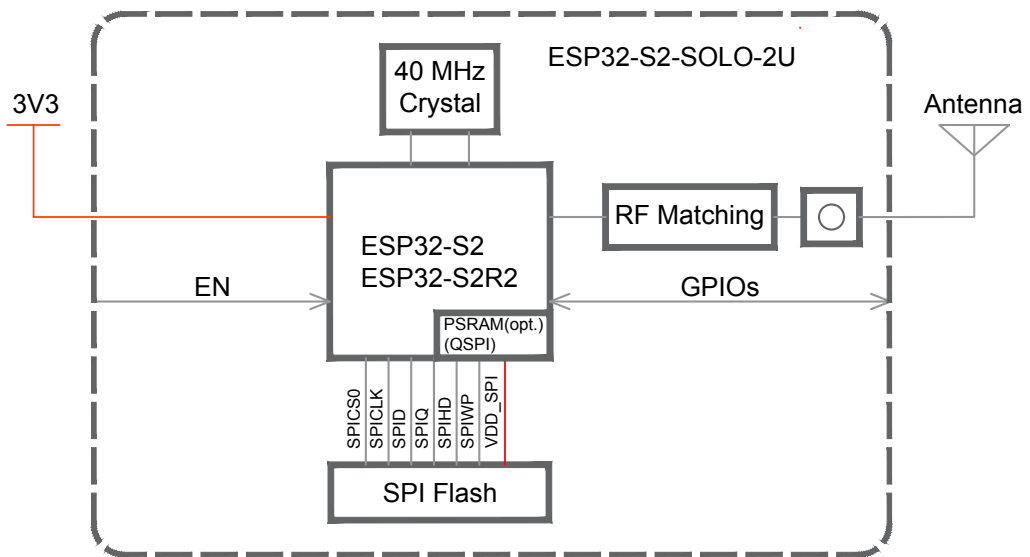 ESP32-S2-SOLO-2U
40 MHz
Crystal
3V3
Antenna
RF Matching
ESP32-S2
ESP32-S2R2
EN
GPIOs
PSRAM(opt.)
(QSPI)
SPICS0
SPICLK
SPID
SPIQ
SPIHD
SPIWP
VDD_SPI
SPI Flash